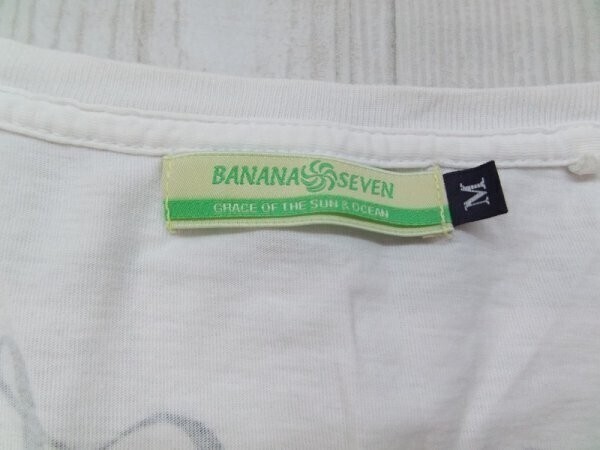 BANANA SEVEN
GRACE OF THE SUN & OCEAN
M